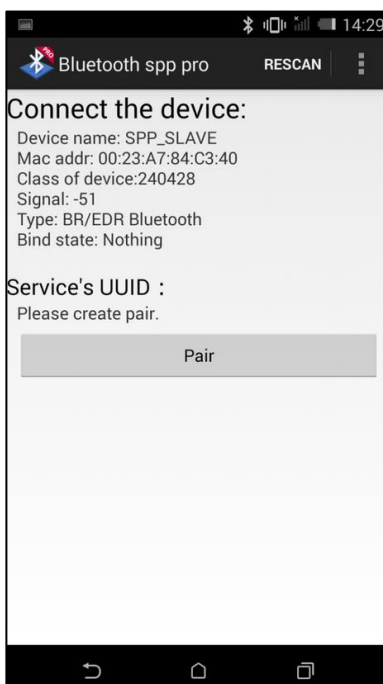 14:29
PRO
Bluetooth spp pro RESCAN
Connect the device:
Device name: SPP_SLAVE
Mac addr: 00:23:A7:84:C3:40
Class of device:240428
Signal: -51
Type: BR/EDR Bluetooth
Bind state: Nothing
Service's UUID :
Please create pair.
Pair